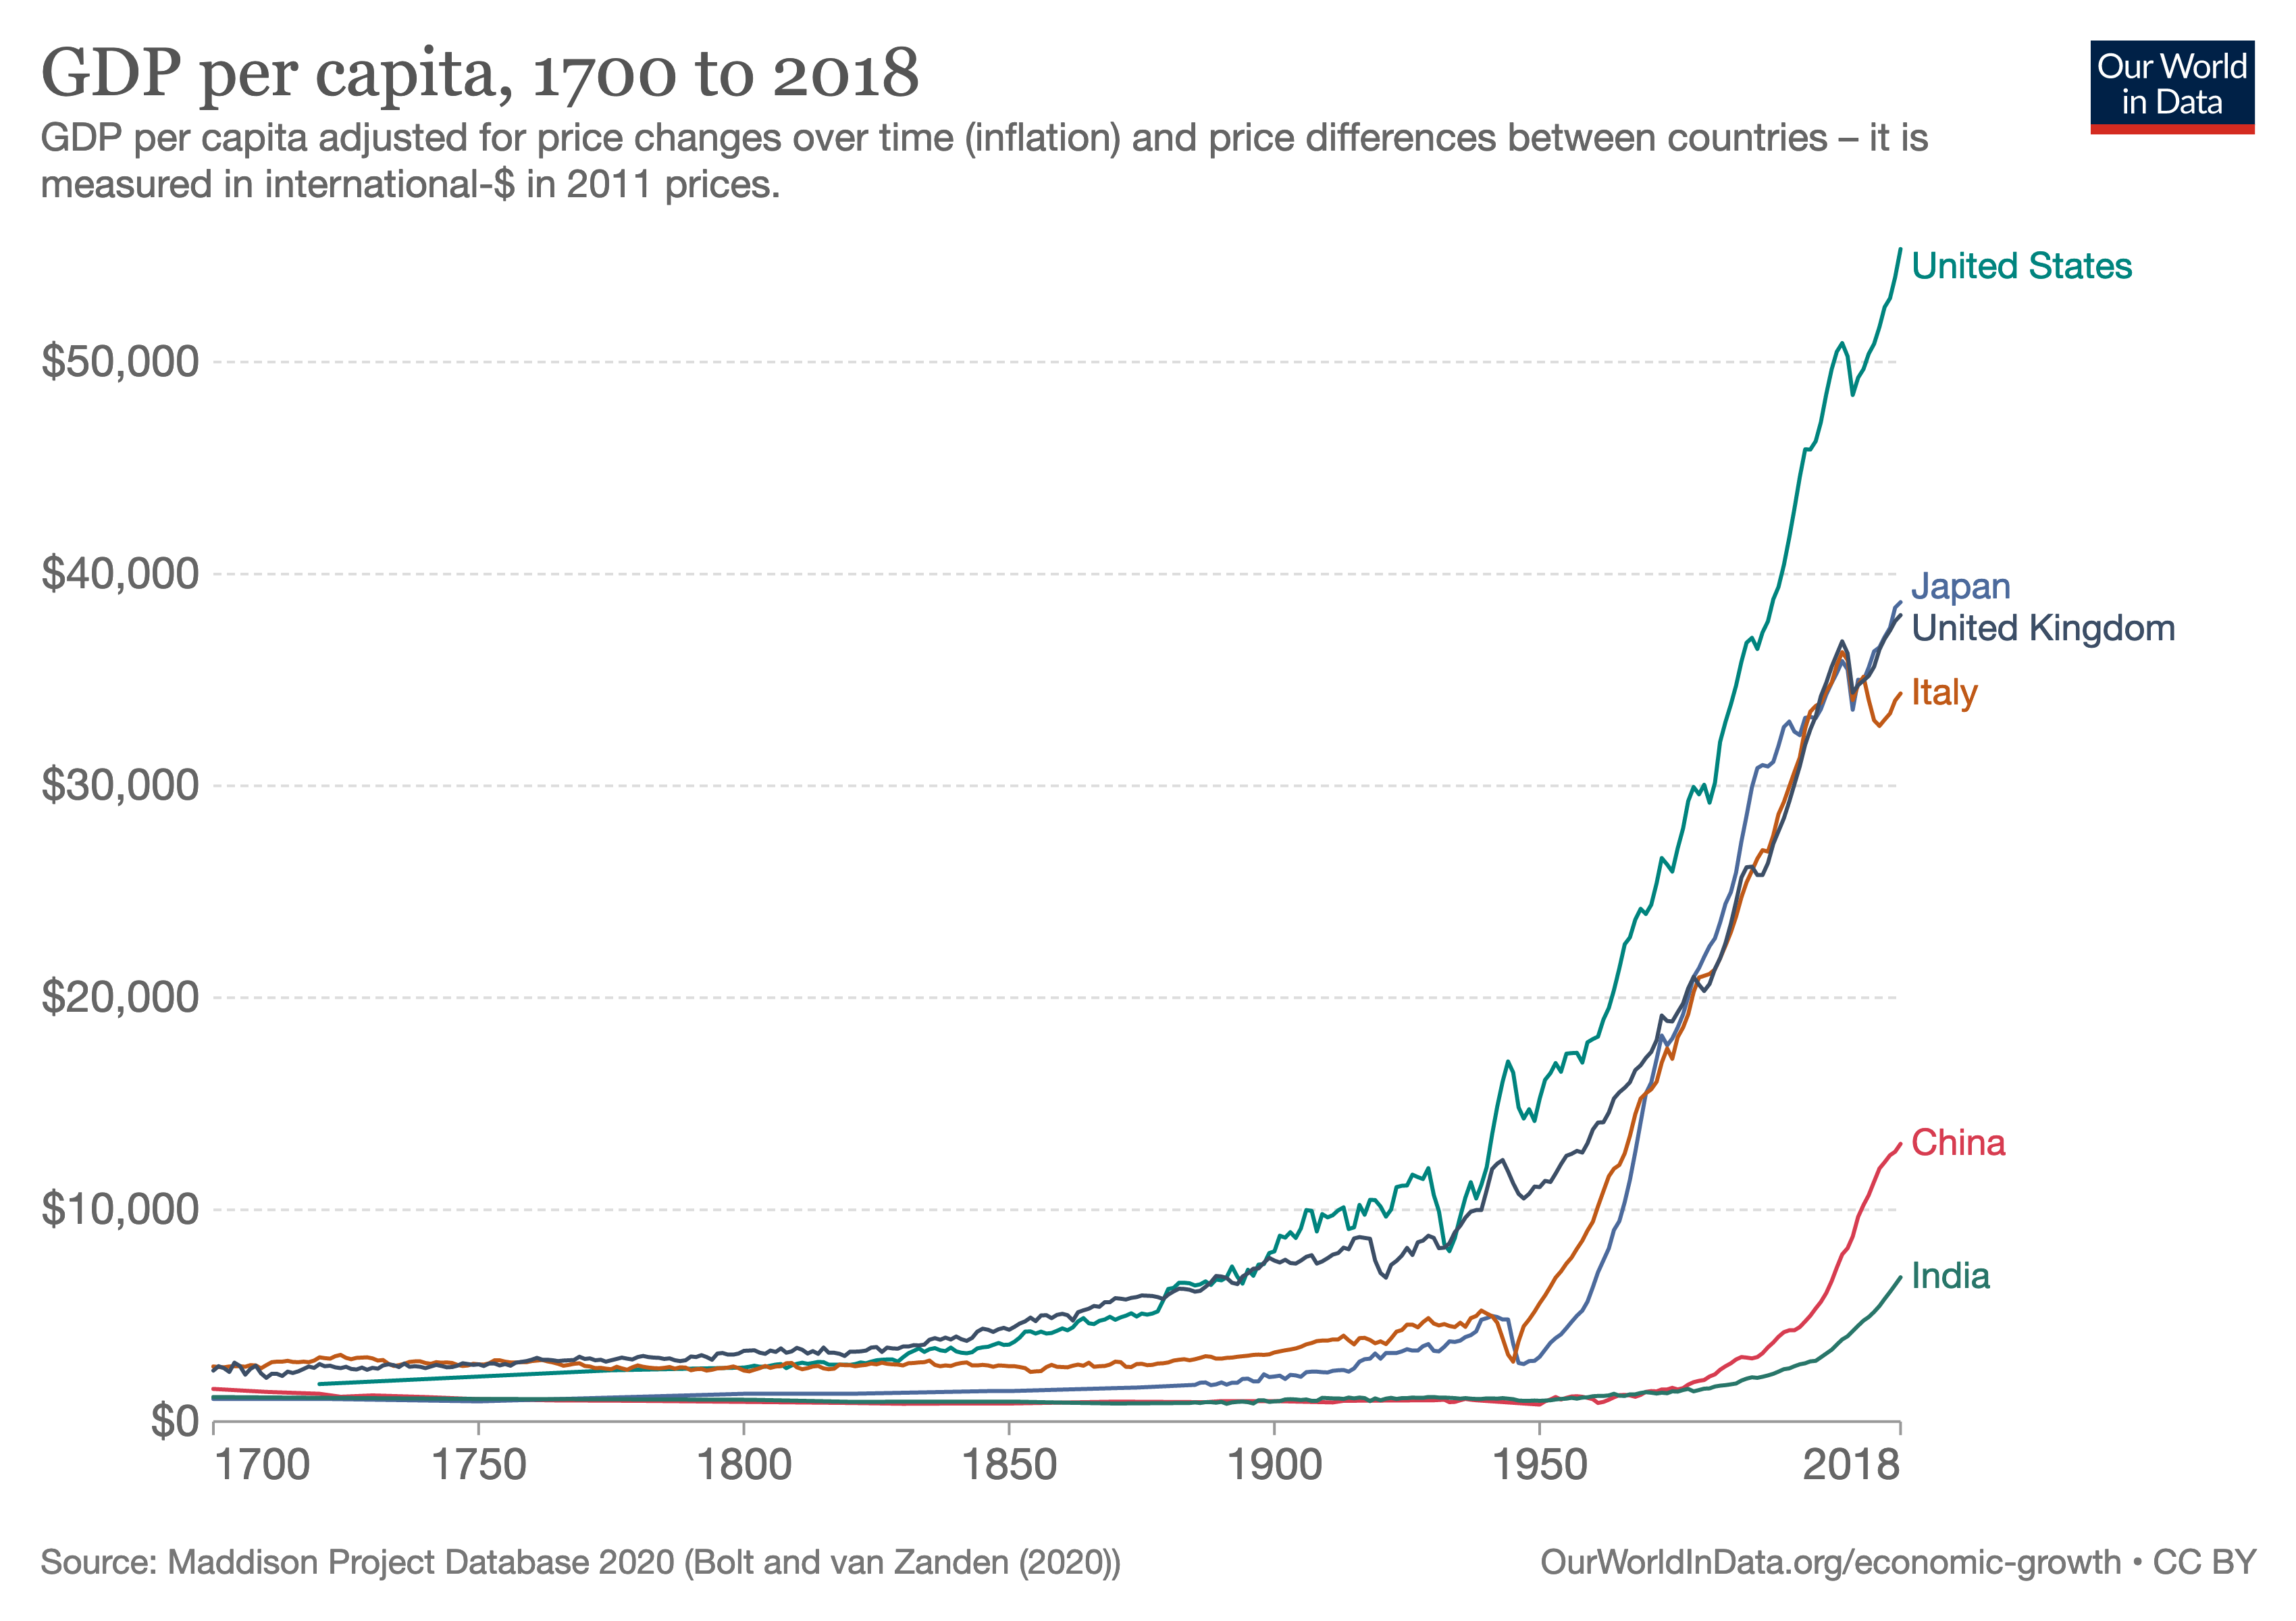 GDP per capita, 1700 to 2018
GDP per capita adjusted for price changes over time (inflation) and price differences between countries – it is
measured in international-$ in 2011 prices.
Our World
in Data
United States
$50,000
$40,000
Japan
United Kingdom
Italy
$30,000
$20,000
China
$10,000
India
$0
1700 1750 1800 1850 1900 1950 2018
Source: Maddison Project Database 2020 (Bolt and van Zanden (2020))
OurWorldInData.org/economic-growth • CC BY